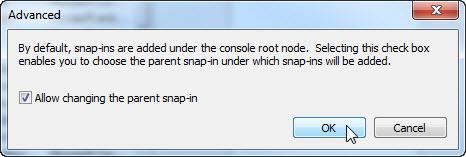 Advanced
By default, snap-ins are added under the console root node. Selecting this check box
enables you to choose the parent snap-in under which snap-ins will be added.
Allow changing the parent snap-in
OK
Cancel